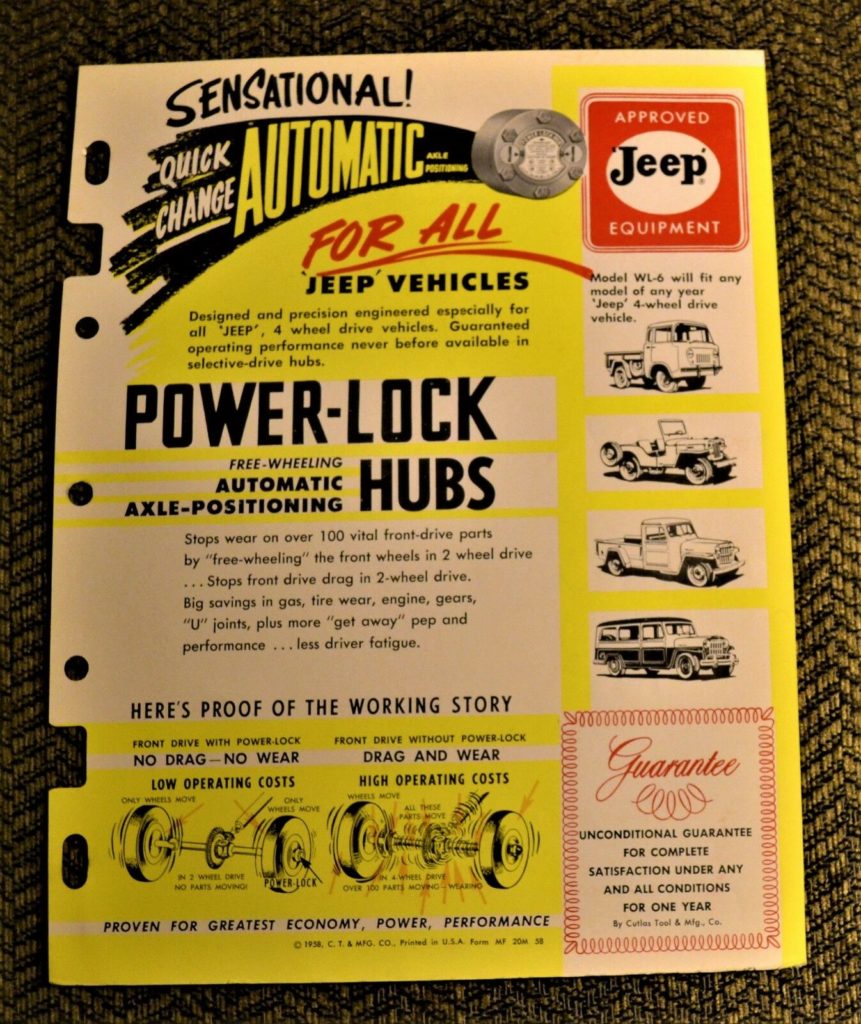 SENSATIONAL!
QUICK
CHANGE
AUTOMATIC
AXLE
POSITIONING
FOR ALL
'JEEP' VEHICLES
Designed and precision engineered especially for
all 'JEEP', 4 wheel drive vehicles. Guaranteed
operating performance never before available in
selective-drive hubs.
POWER-LOCK
FREE-WHEELING
AUTOMATIC
AXLE-POSITIONING
HUBS
Stops wear on over 100 vital front-drive parts
by "free-wheeling" the front wheels in 2 wheel drive
... Stops front drive drag in 2-wheel drive.
Big savings in gas, tire wear, engine, gears,
"U" joints, plus more "get away" pep and
performance ... less driver fatigue.
HERE'S PROOF OF THE WORKING STORY
FRONT DRIVE WITH POWER-LOCK
NO DRAG—NO WEAR
LOW OPERATING COSTS
ONLY WHEELS MOVE
ONLY
WHEELS MOVE
IN 2 WHEEL DRIVE
NO PARTS MOVING!
POWER-LOCK
FRONT DRIVE WITHOUT POWER-LOCK
DRAG AND WEAR
HIGH OPERATING COSTS
WHEELS MOVE
ALL THESE
PARTS MOVE
IN 4-WHEEL DRIVE
OVER 100 PARTS MOVING - WEARING
PROVEN FOR GREATEST ECONOMY, POWER, PERFORMANCE
© 1958, C. T. & MFG. CO., Printed in U.S.A. Form MF 20M 58
APPROVED
'Jeep'
®
EQUIPMENT
Model WL-6 will fit any
model of any year
'Jeep' 4-wheel drive
vehicle.
Guarantee
UNCONDITIONAL GUARANTEE
FOR COMPLETE
SATISFACTION UNDER ANY
AND ALL CONDITIONS
FOR ONE YEAR
By Cutlas Tool & Mfg., Co.